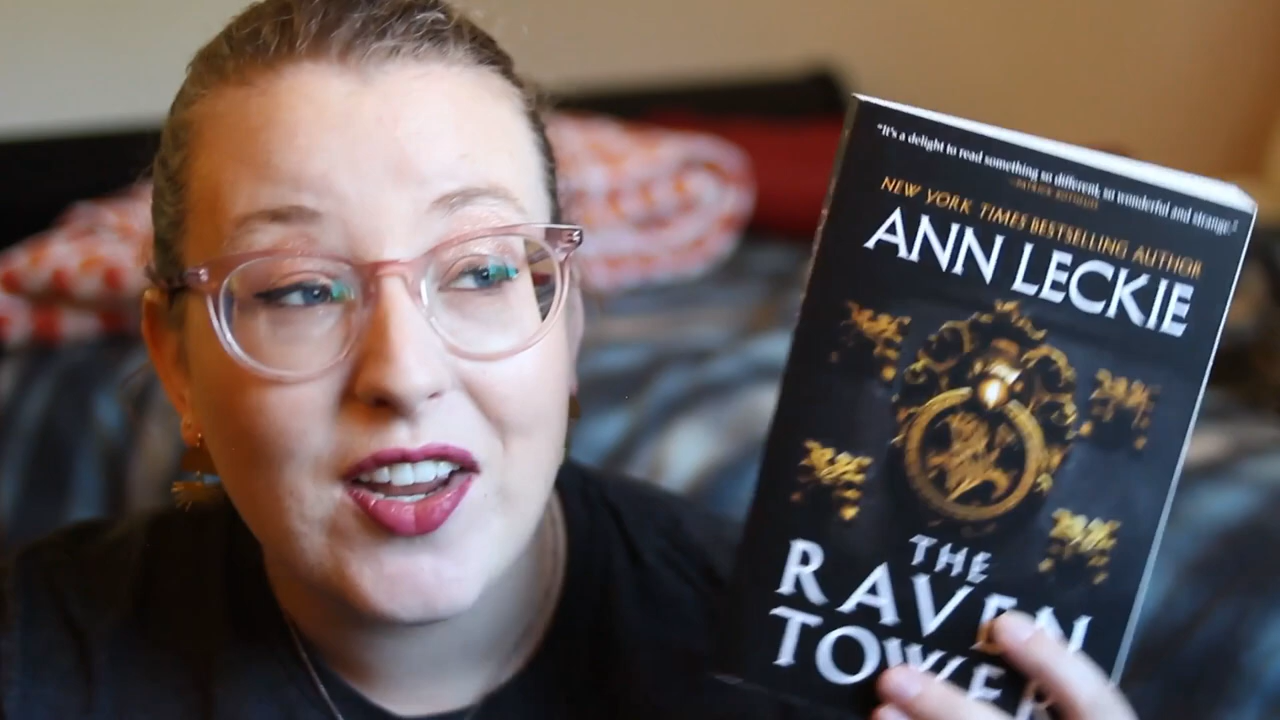 "It's a delight to read something so different, so wonderful and strange."
NEW YORK TIMES BESTSELLING AUTHOR
ANN LECKIE
THE
RAVEN
TOWER